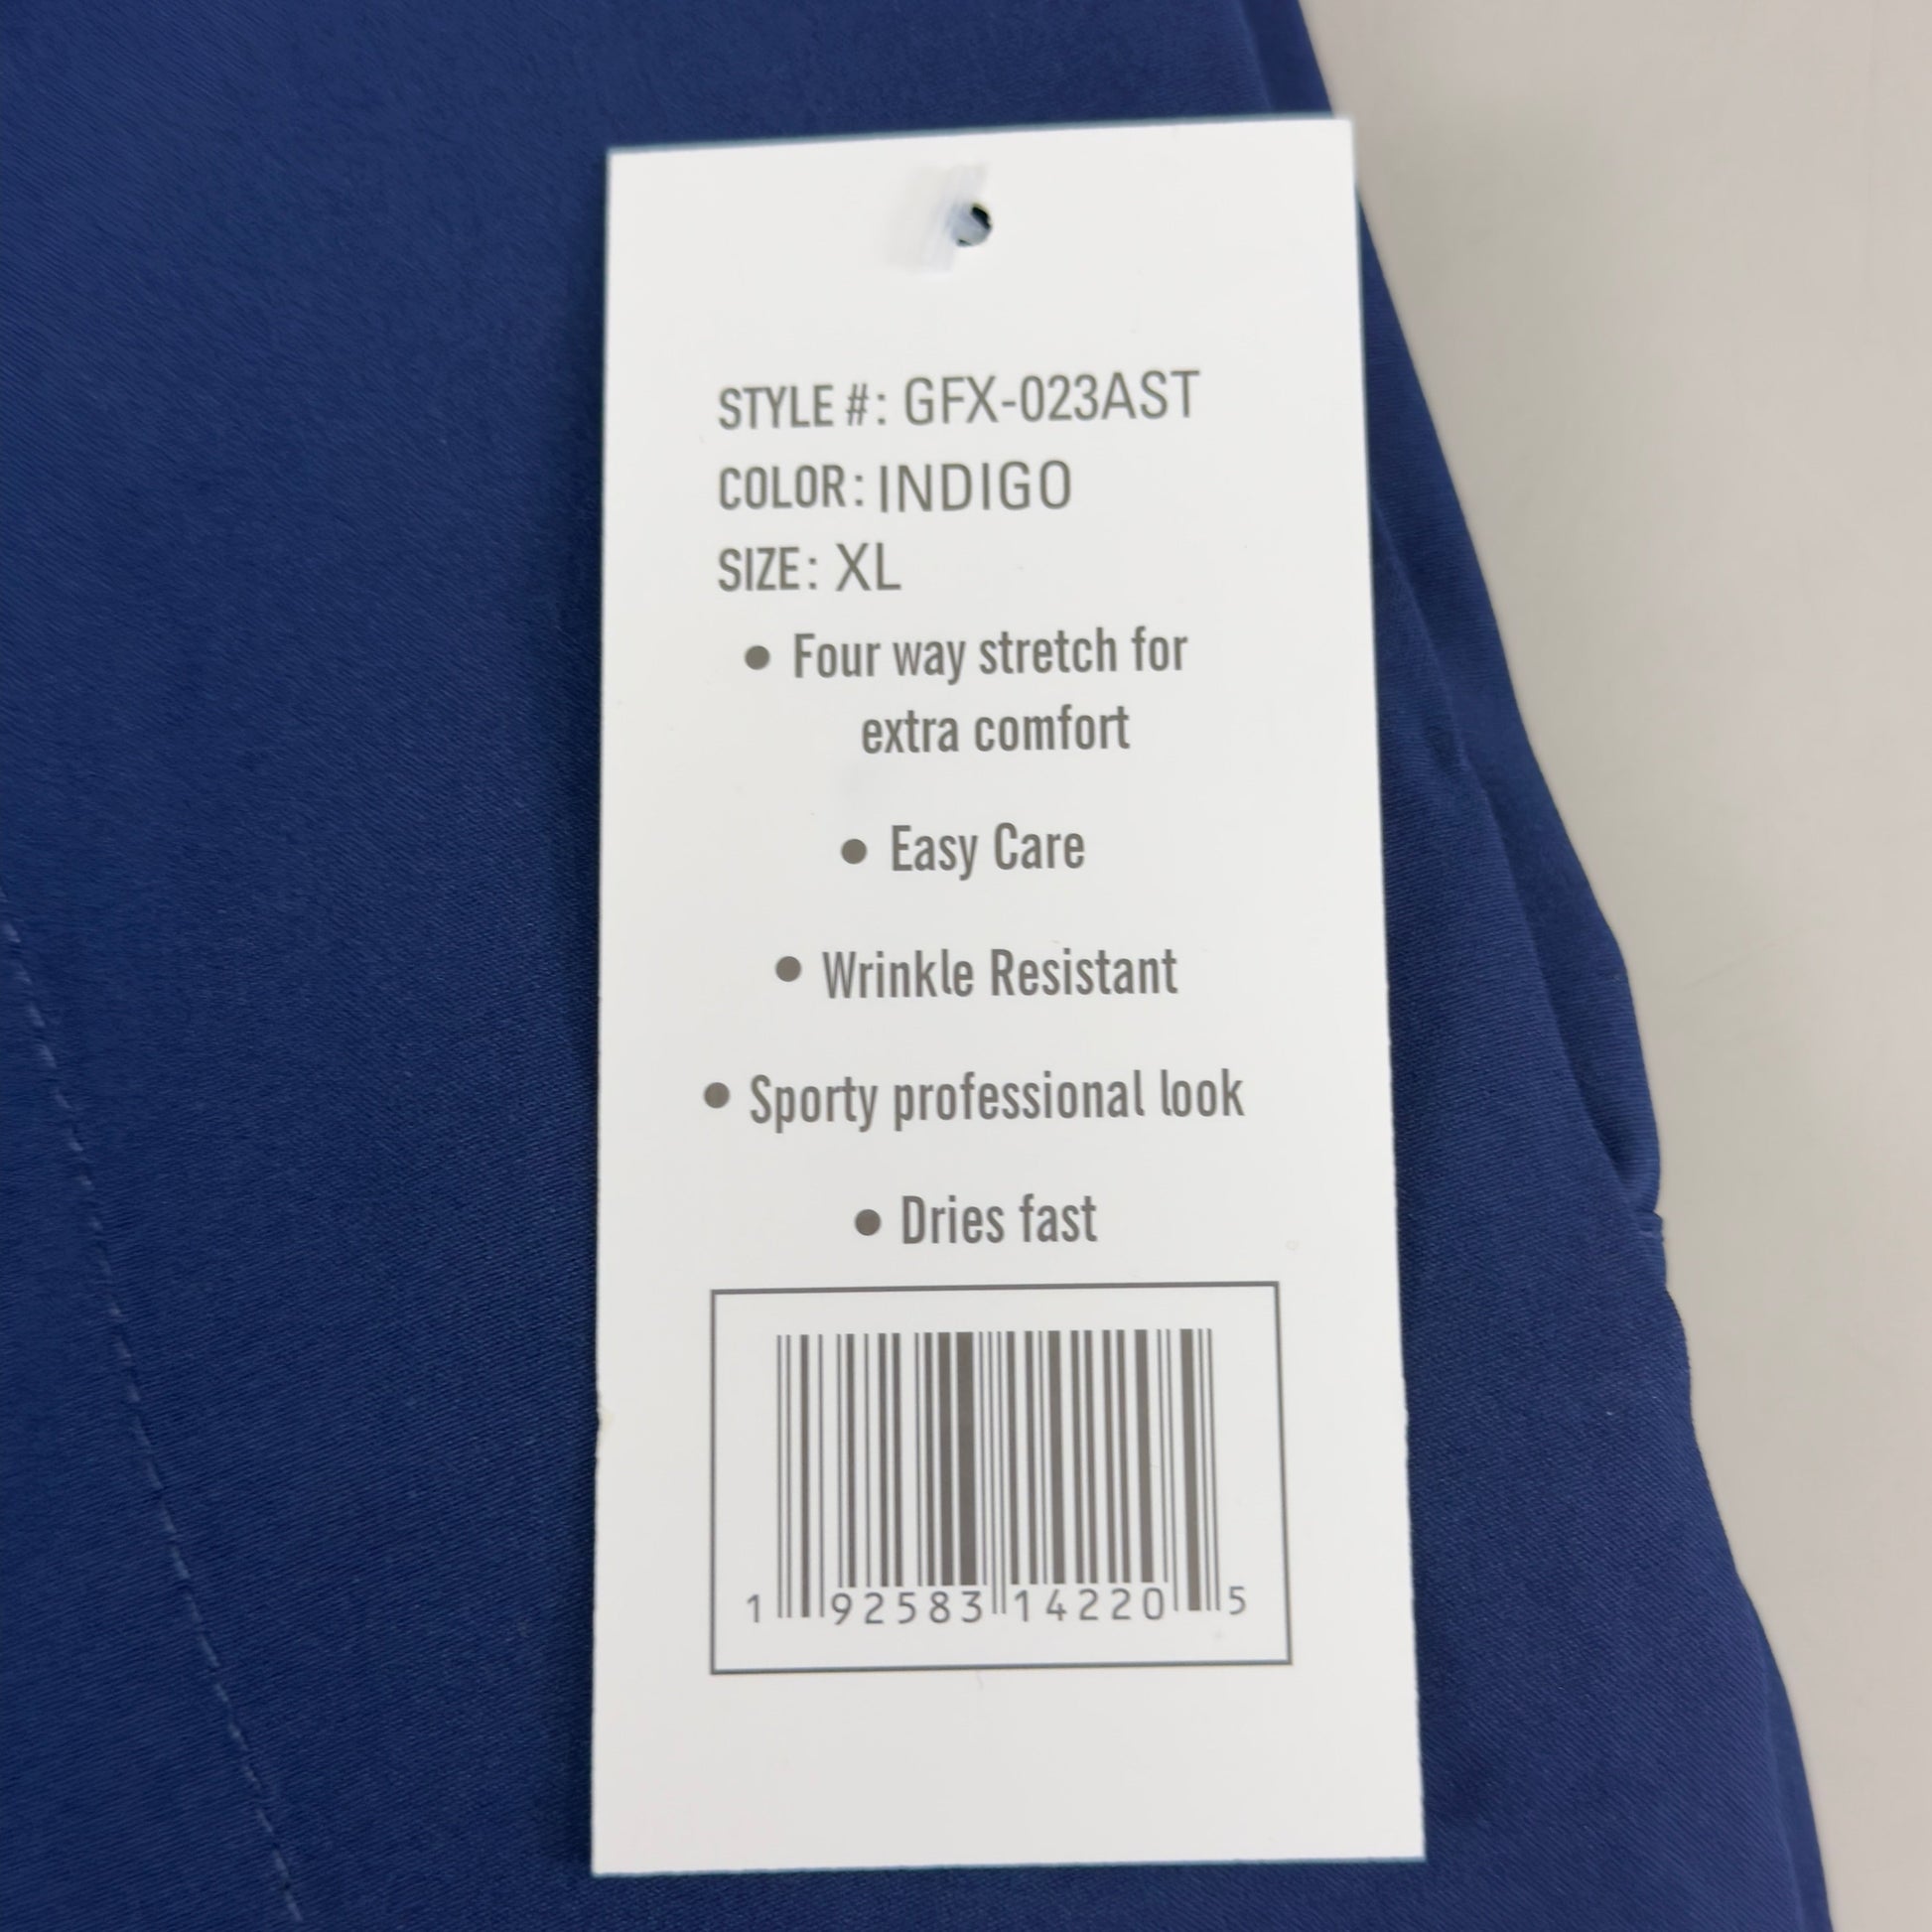 STYLE #: GFX-023AST
COLOR: INDIGO
SIZE: XL
• Four way stretch for
extra comfort
• Easy Care
• Wrinkle Resistant
• Sporty professional look
• Dries fast
1 92583 14220 5